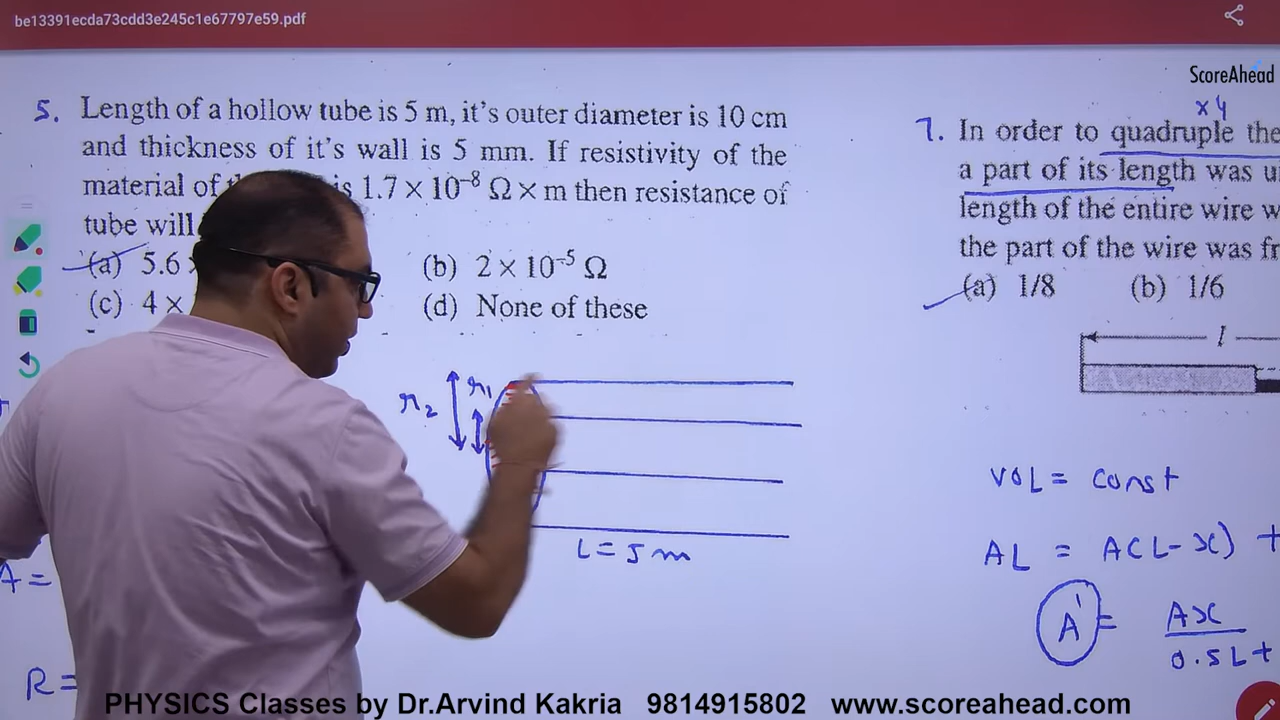 be13391ecda73cdd3e245c1e67797e59.pdf
ScoreAhead
5. Length of a hollow tube is 5 m, it's outer diameter is 10 cm
and thickness of it's wall is 5 mm. If resistivity of the
material of is 1.7 × 10⁻⁸ Ω × m then resistance of
tube will
(a) 5.6
(b) 2 × 10⁻⁵ Ω
(c) 4 ×
(d) None of these
r₂
r₁
L = 5 m
A =
R =
x 4
7. In order to quadruple the
a part of its length was
length of the entire wire
the part of the wire was
(a) 1/8
(b) 1/6
l
VOL = const
AL = A(L-x) +
A' = Ax
0.5L+
PHYSICS Classes by Dr.Arvind Kakria 9814915802 www.scoreahead.com